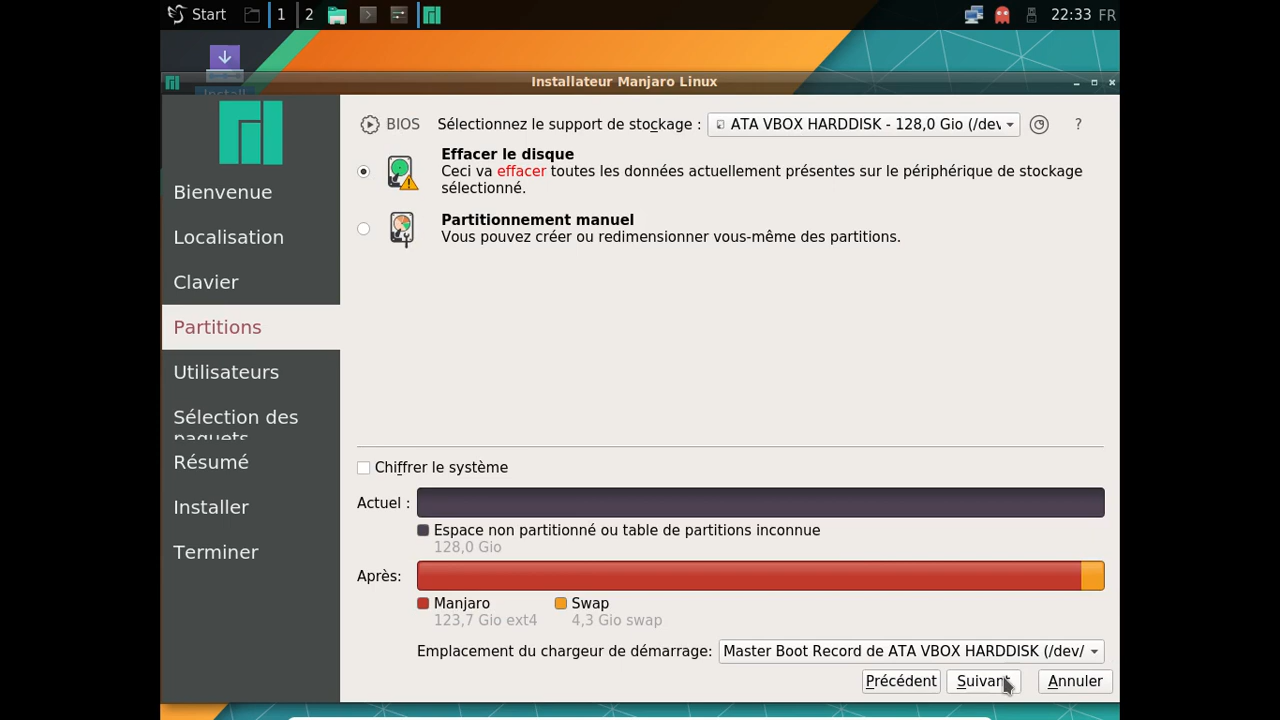 Start 1 2 22:33 FR
Install
Installateur Manjaro Linux
BIOS Sélectionnez le support de stockage : ATA VBOX HARDDISK - 128,0 Gio (/dev ?
Effacer le disque
Ceci va effacer toutes les données actuellement présentes sur le périphérique de stockage
sélectionné.
Partitionnement manuel
Vous pouvez créer ou redimensionner vous-même des partitions.
Bienvenue
Localisation
Clavier
Partitions
Utilisateurs
Sélection des
paquets
Résumé
Installer
Terminer
Chiffrer le système
Actuel :
Espace non partitionné ou table de partitions inconnue
128,0 Gio
Après:
Manjaro Swap
123,7 Gio ext4 4,3 Gio swap
Emplacement du chargeur de démarrage: Master Boot Record de ATA VBOX HARDDISK (/dev/
Précédent Suivant Annuler